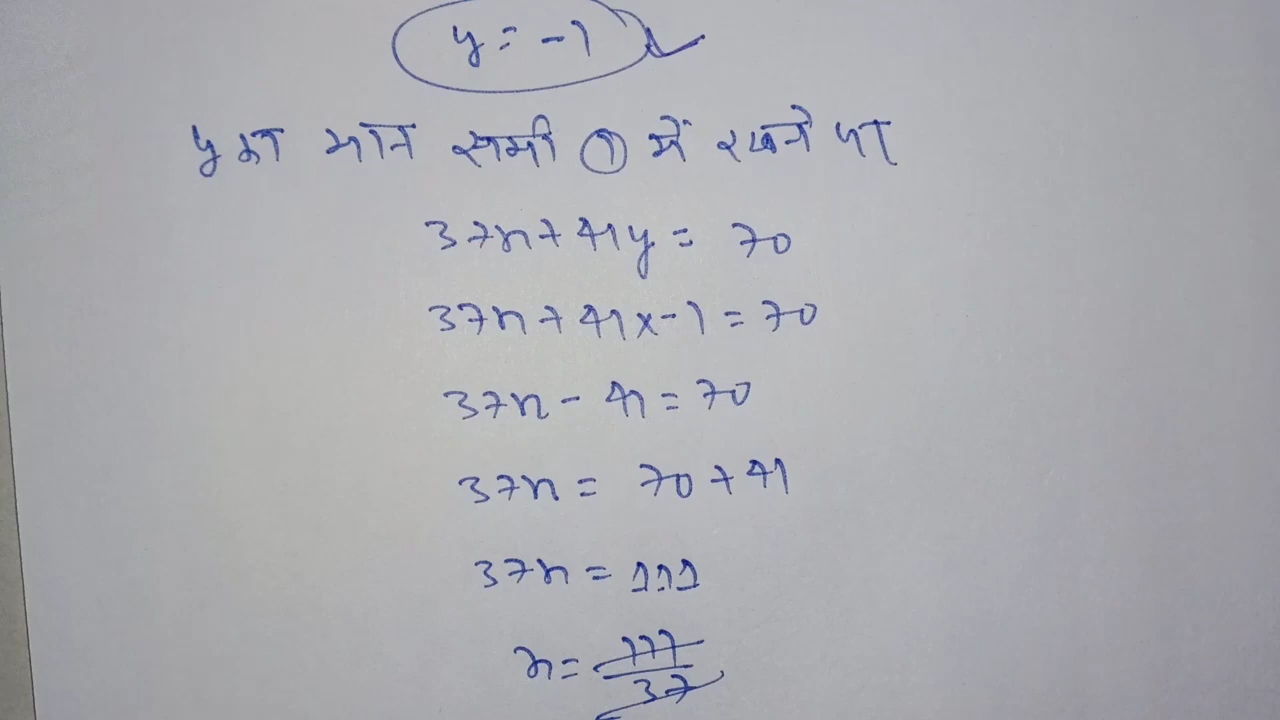 y = -1
y का मान समी ① में रखने पर
37x + 41y = 70
37x + 41 x -1 = 70
37x - 41 = 70
37x = 70 + 41
37x = 111
x = 111/37